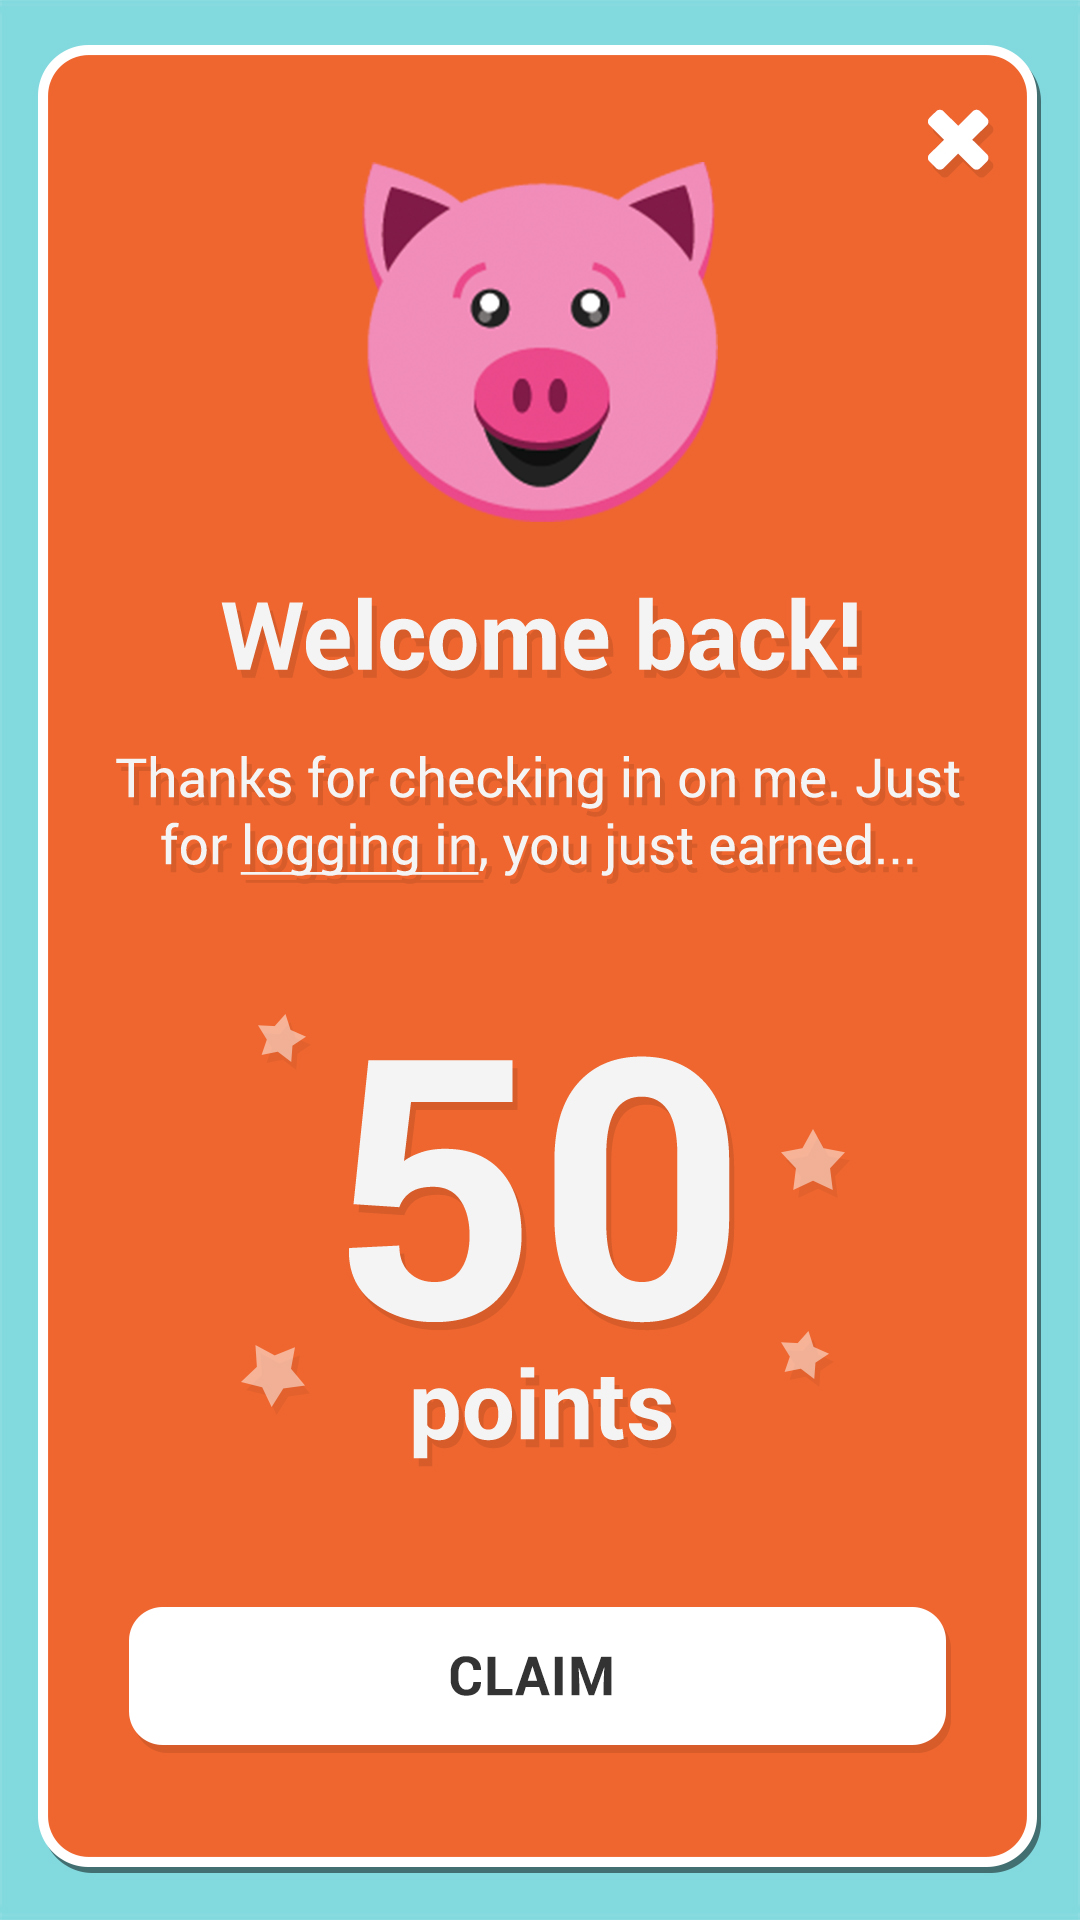 Welcome back!
Thanks for checking in on me. Just
for logging in, you just earned...
50
points
CLAIM